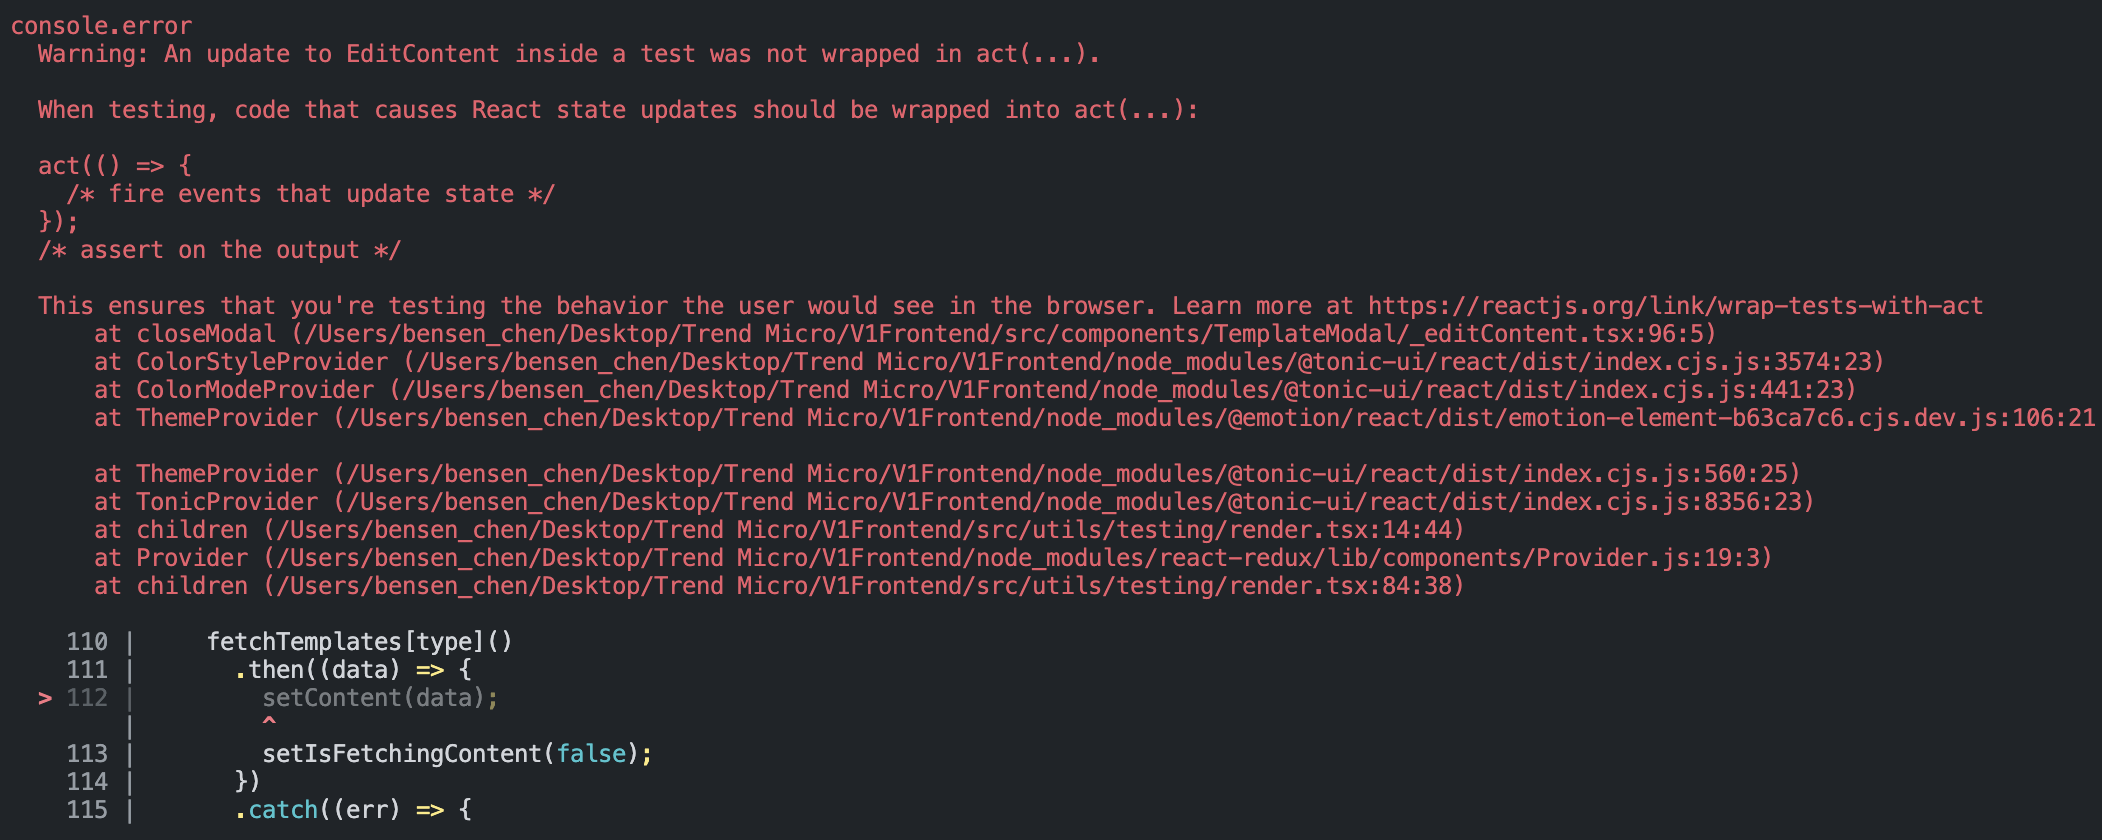 console.error
Warning: An update to EditContent inside a test was not wrapped in act(...).
When testing, code that causes React state updates should be wrapped into act(...):
act(() => {
/* fire events that update state */
});
/* assert on the output */
This ensures that you're testing the behavior the user would see in the browser. Learn more at https://reactjs.org/link/wrap-tests-with-act
at closeModal (/Users/bensen_chen/Desktop/Trend Micro/V1Frontend/src/components/TemplateModal/_editContent.tsx:96:5)
at ColorStyleProvider (/Users/bensen_chen/Desktop/Trend Micro/V1Frontend/node_modules/@tonic-ui/react/dist/index.cjs.js:3574:23)
at ColorModeProvider (/Users/bensen_chen/Desktop/Trend Micro/V1Frontend/node_modules/@tonic-ui/react/dist/index.cjs.js:441:23)
at ThemeProvider (/Users/bensen_chen/Desktop/Trend Micro/V1Frontend/node_modules/@emotion/react/dist/emotion-element-b63ca7c6.cjs.dev.js:106:21
at ThemeProvider (/Users/bensen_chen/Desktop/Trend Micro/V1Frontend/node_modules/@tonic-ui/react/dist/index.cjs.js:560:25)
at TonicProvider (/Users/bensen_chen/Desktop/Trend Micro/V1Frontend/node_modules/@tonic-ui/react/dist/index.cjs.js:8356:23)
at children (/Users/bensen_chen/Desktop/Trend Micro/V1Frontend/src/utils/testing/render.tsx:14:44)
at Provider (/Users/bensen_chen/Desktop/Trend Micro/V1Frontend/node_modules/react-redux/lib/components/Provider.js:19:3)
at children (/Users/bensen_chen/Desktop/Trend Micro/V1Frontend/src/utils/testing/render.tsx:84:38)
110 | fetchTemplates[type]()
111 | .then((data) => {
> 112 | setContent(data);
| ^
113 | setIsFetchingContent(false);
114 | })
115 | .catch((err) => {